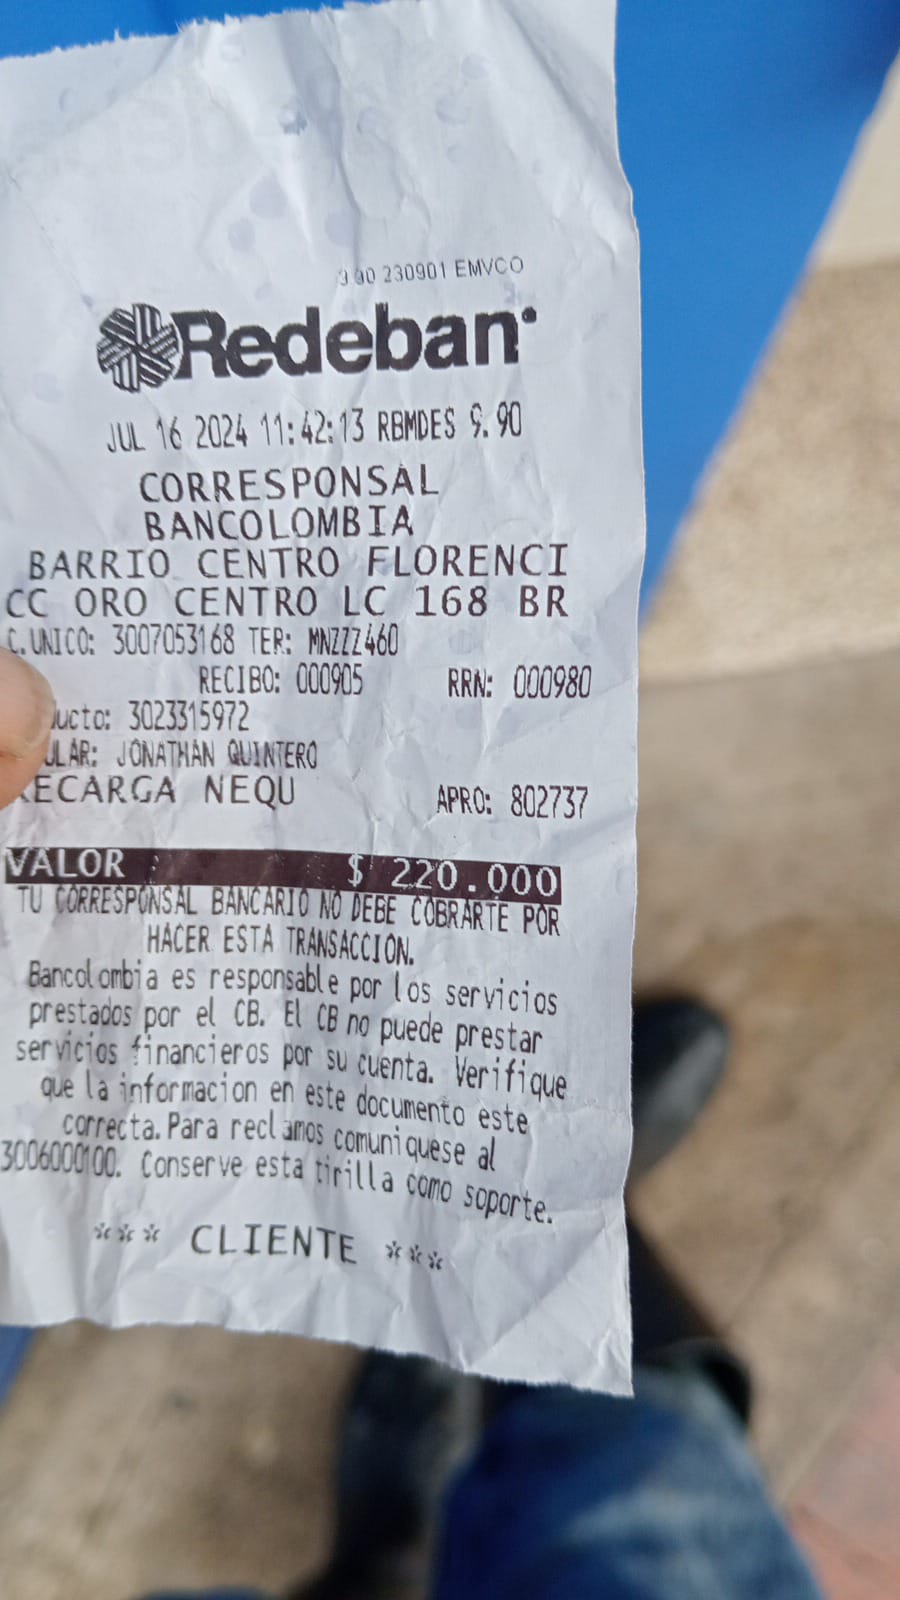 3 90 230901 EMVCO
Redeban
JUL 16 2024 11:42:13 RBMDES 9.90
CORRESPONSAL
BANCOLOMBIA
BARRIO CENTRO FLORENCI
CC ORO CENTRO LC 168 BR
C.UNICO: 3007053168 TER: MNZZZ460
RECIBO: 000905 RRN: 000980
ucto: 3023315972
ULAR: JONATHAN QUINTERO
RECARGA NEQU APRO: 802737
VALOR : $ 220.000
TU CORRESPONSAL BANCARIO NO DEBE COBRARTE POR
HACER ESTA TRANSACCION.
Bancolombia es responsable por los servicios
prestados por el CB. El CB no puede prestar
servicios financieros por su cuenta. Verifique
que la informacion en este documento este
correcta. Para reclamos comuniquese al
3006000100. Conserve esta tirilla como soporte.
*** CLIENTE ***